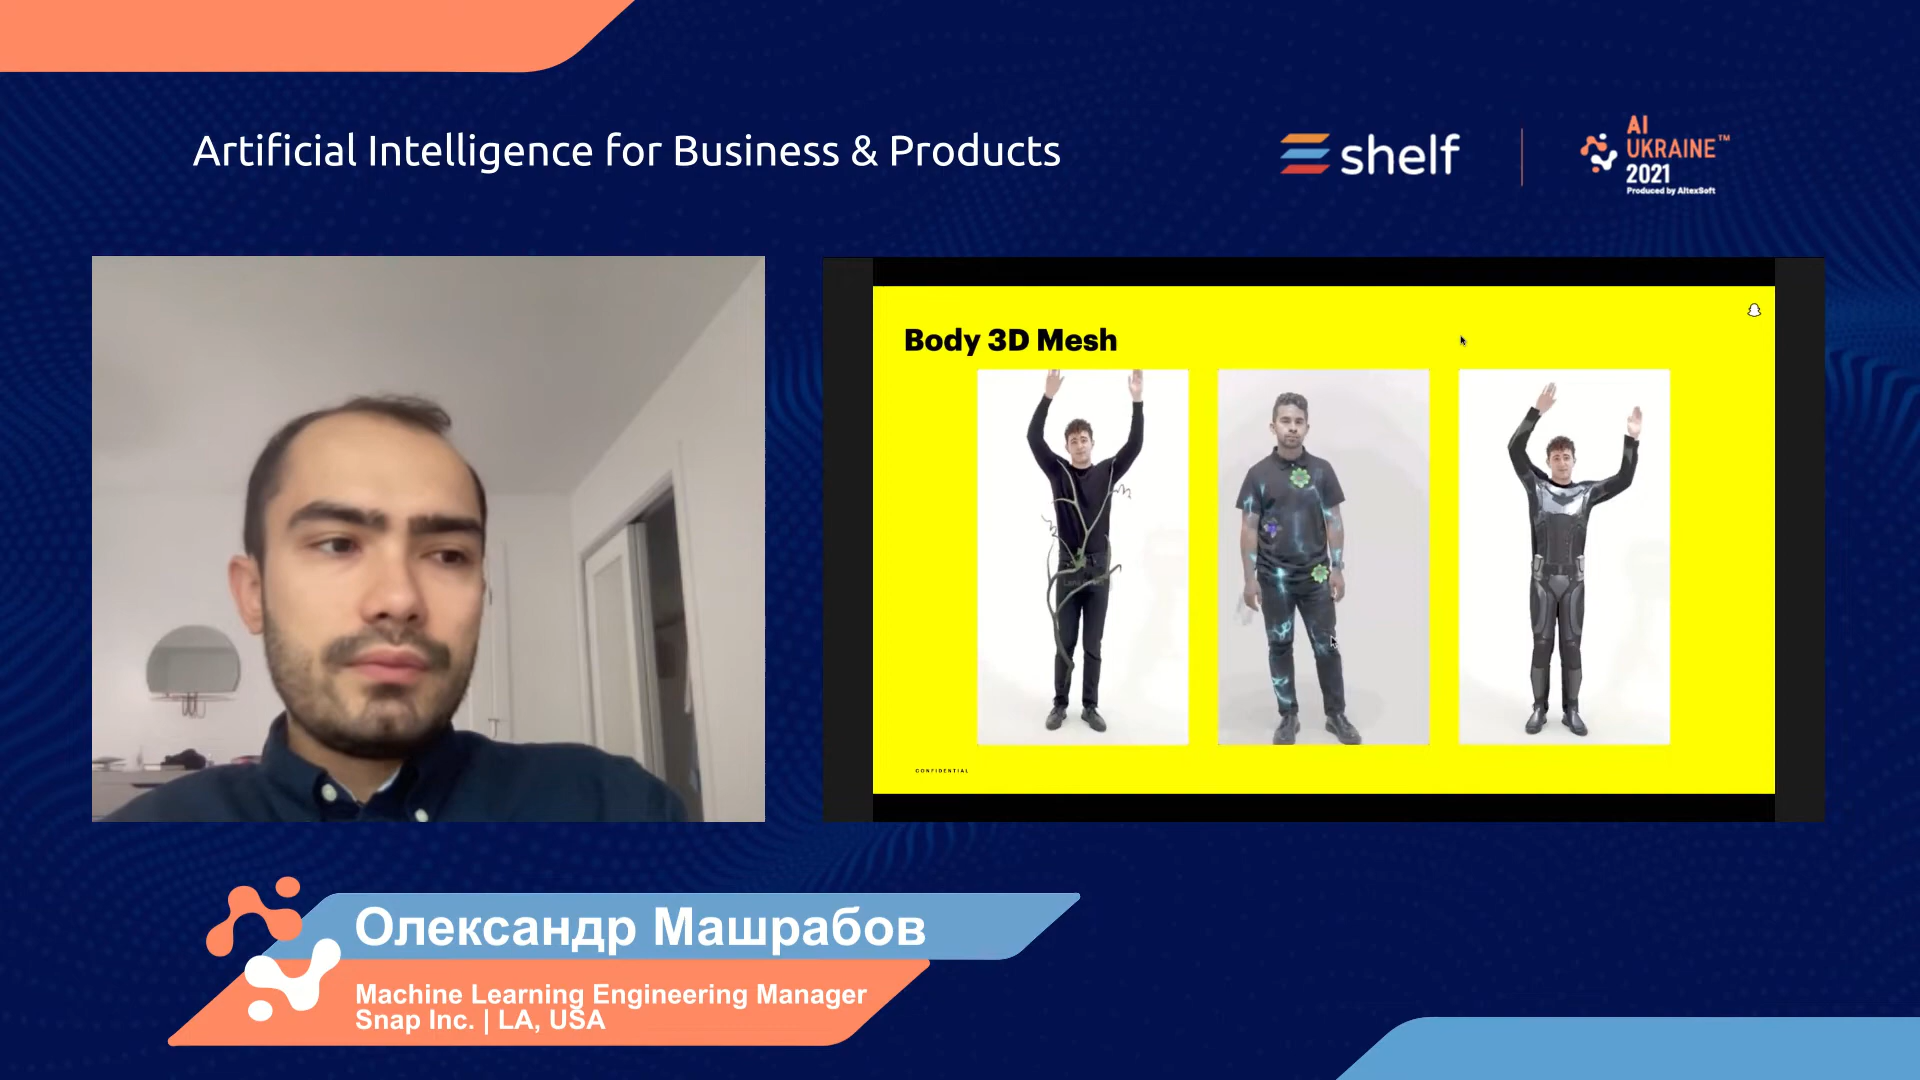 Artificial Intelligence for Business & Products
shelf
AI
UKRAINE™
2021
Produced by AltexSoft
Body 3D Mesh
CONFIDENTIAL
Олександр Машрабов
Machine Learning Engineering Manager
Snap Inc. | LA, USA